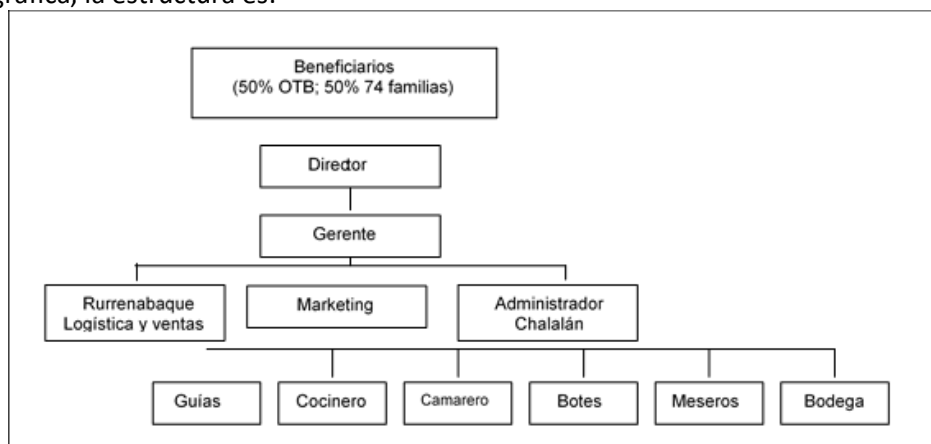 gráfica, la estructura es:
Beneficiarios
(50% OTB; 50% 74 familias)
Director
Gerente
Rurrenabaque
Logística y ventas
Marketing
Administrador
Chalalán
Guías
Cocinero
Camarero
Botes
Meseros
Bodega